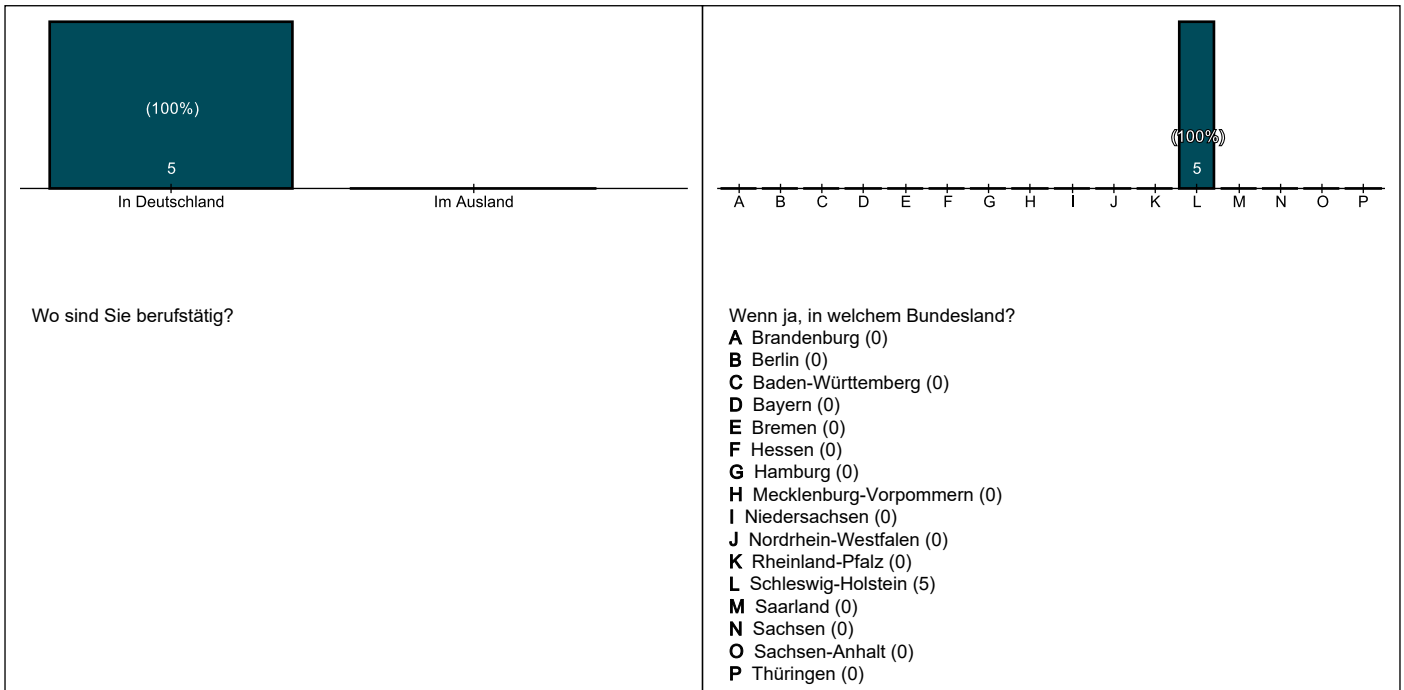 (100%)
5
In Deutschland
Im Ausland
Wo sind Sie berufstätig?
(100%)
5
A B C D E F G H I J K L M N O P
Wenn ja, in welchem Bundesland?
A Brandenburg (0)
B Berlin (0)
C Baden-Württemberg (0)
D Bayern (0)
E Bremen (0)
F Hessen (0)
G Hamburg (0)
H Mecklenburg-Vorpommern (0)
I Niedersachsen (0)
J Nordrhein-Westfalen (0)
K Rheinland-Pfalz (0)
L Schleswig-Holstein (5)
M Saarland (0)
N Sachsen (0)
O Sachsen-Anhalt (0)
P Thüringen (0)